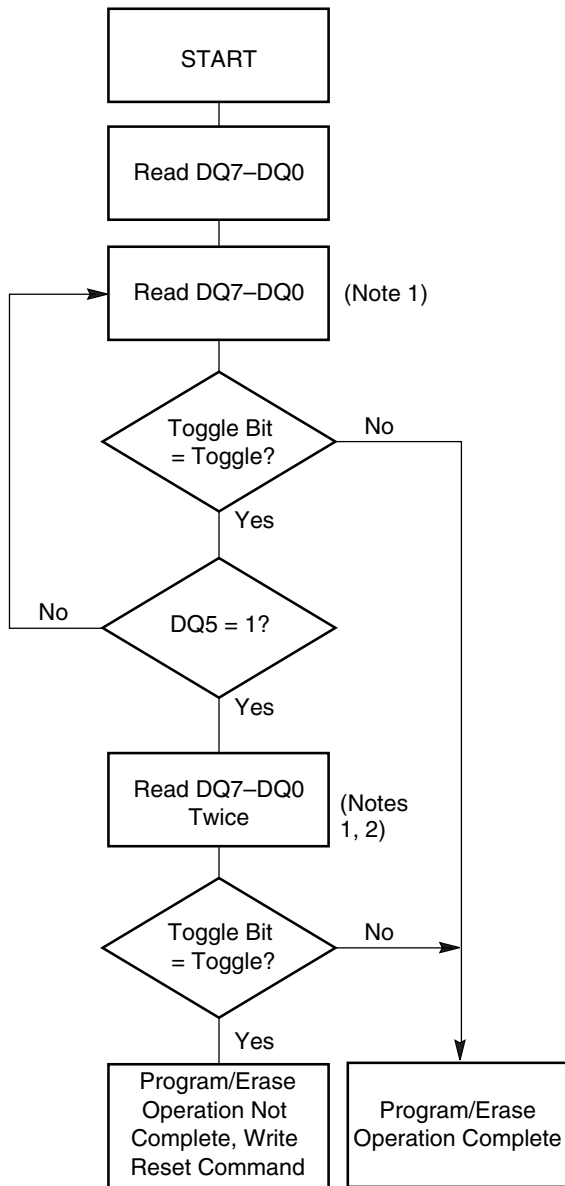 START
Read DQ7–DQ0
Read DQ7–DQ0
(Note 1)
Toggle Bit
= Toggle?
No
Yes
No
DQ5 = 1?
Yes
Read DQ7–DQ0
Twice
(Notes
1, 2)
Toggle Bit
= Toggle?
No
Yes
Program/Erase
Operation Not
Complete, Write
Reset Command
Program/Erase
Operation Complete